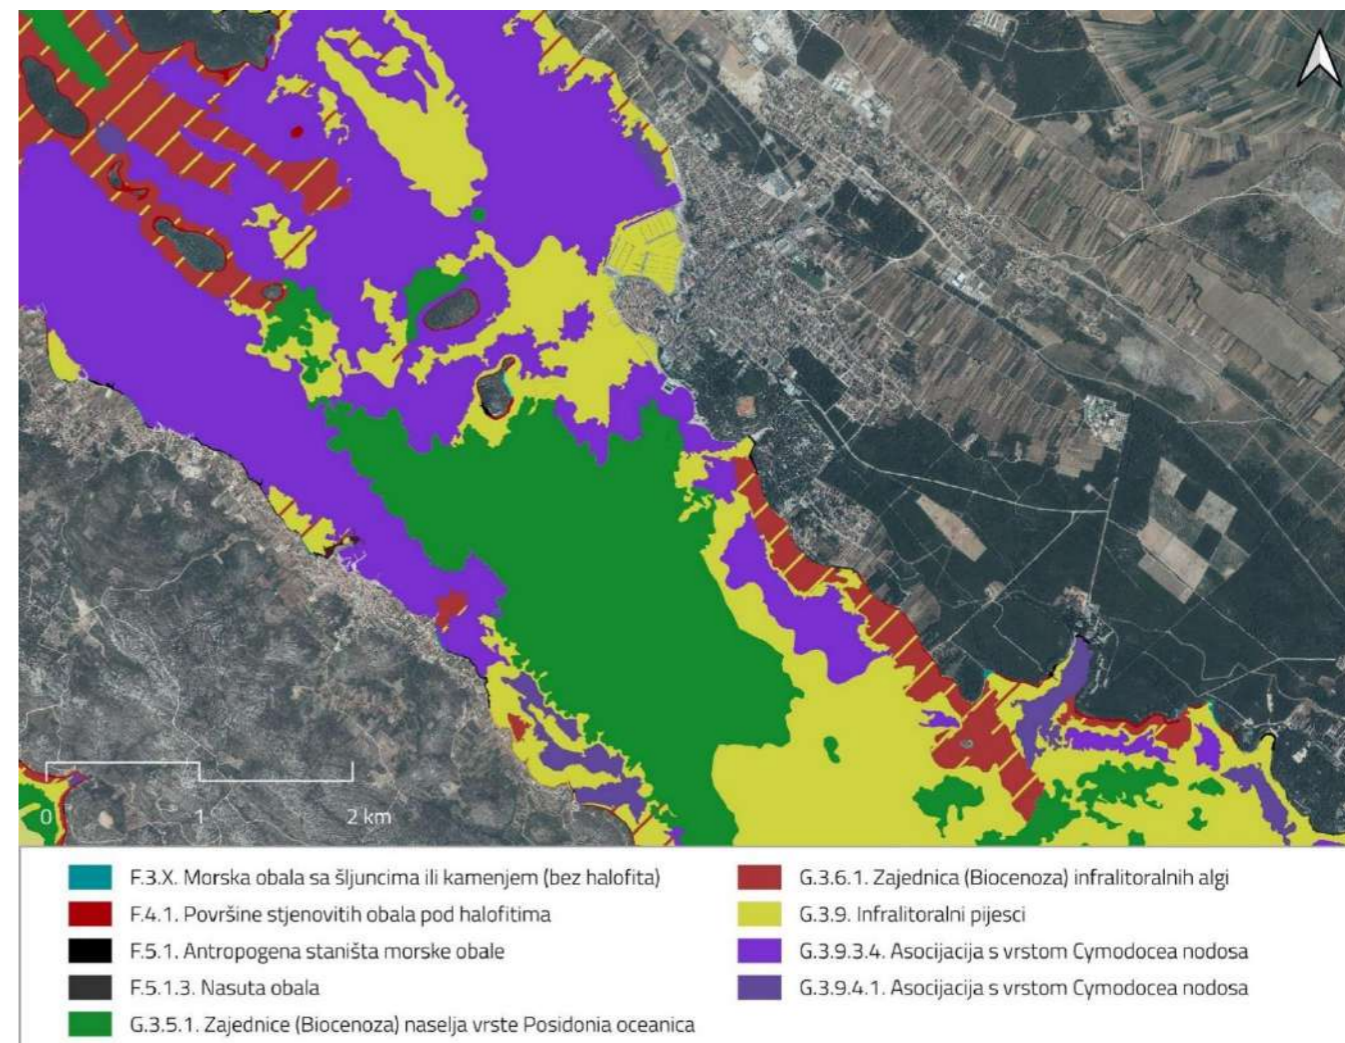 0 1 2 km
F.3.X. Morska obala sa šljuncima ili kamenjem (bez halofita)
F.4.1. Površine stjenovitih obala pod halofitima
F.5.1. Antropogena staništa morske obale
F.5.1.3. Nasuta obala
G.3.5.1. Zajednice (Biocenoza) naselja vrste Posidonia oceanica
G.3.6.1. Zajednica (Biocenoza) infralitoralnih algi
G.3.9. Infralitoralni pijesci
G.3.9.3.4. Asocijacija s vrstom Cymodocea nodosa
G.3.9.4.1. Asocijacija s vrstom Cymodocea nodosa